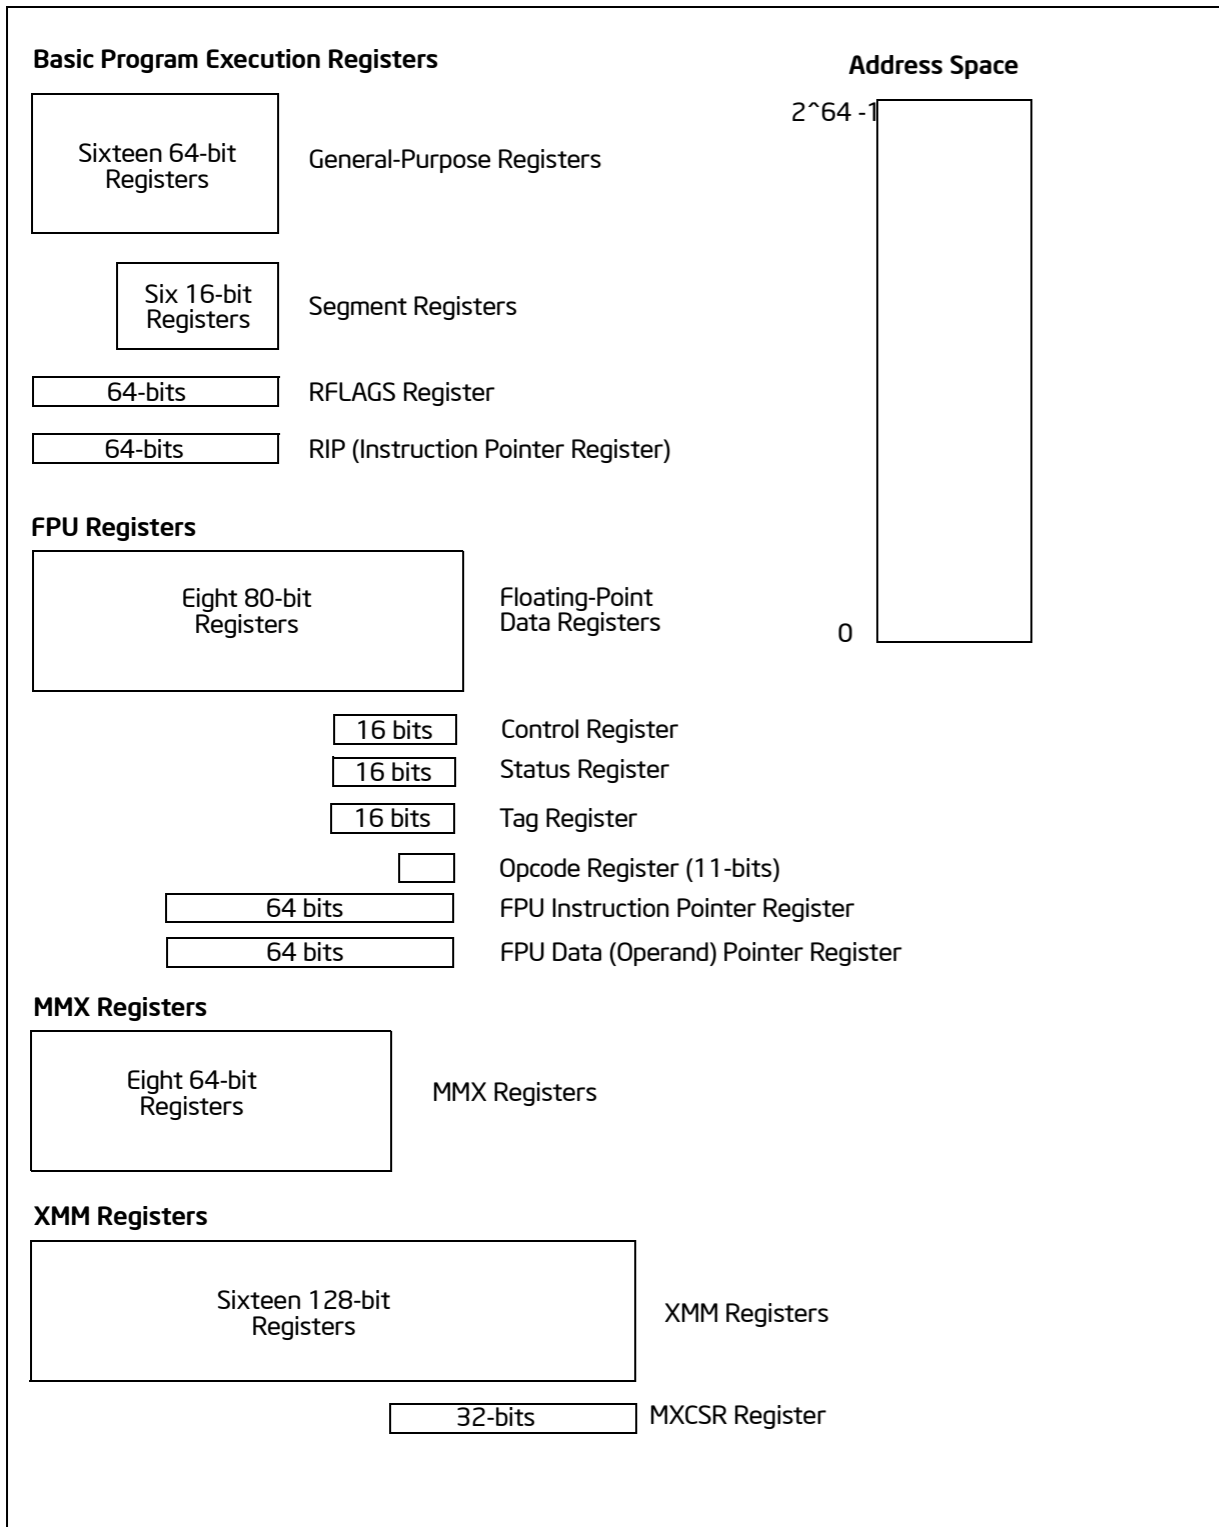 Basic Program Execution Registers
Address Space
2^64 -1
Sixteen 64-bit
Registers
General-Purpose Registers
Six 16-bit
Registers
Segment Registers
64-bits
RFLAGS Register
64-bits
RIP (Instruction Pointer Register)
FPU Registers
Eight 80-bit
Registers
Floating-Point
Data Registers
0
16 bits
Control Register
16 bits
Status Register
16 bits
Tag Register
Opcode Register (11-bits)
64 bits
FPU Instruction Pointer Register
64 bits
FPU Data (Operand) Pointer Register
MMX Registers
Eight 64-bit
Registers
MMX Registers
XMM Registers
Sixteen 128-bit
Registers
XMM Registers
32-bits
MXCSR Register